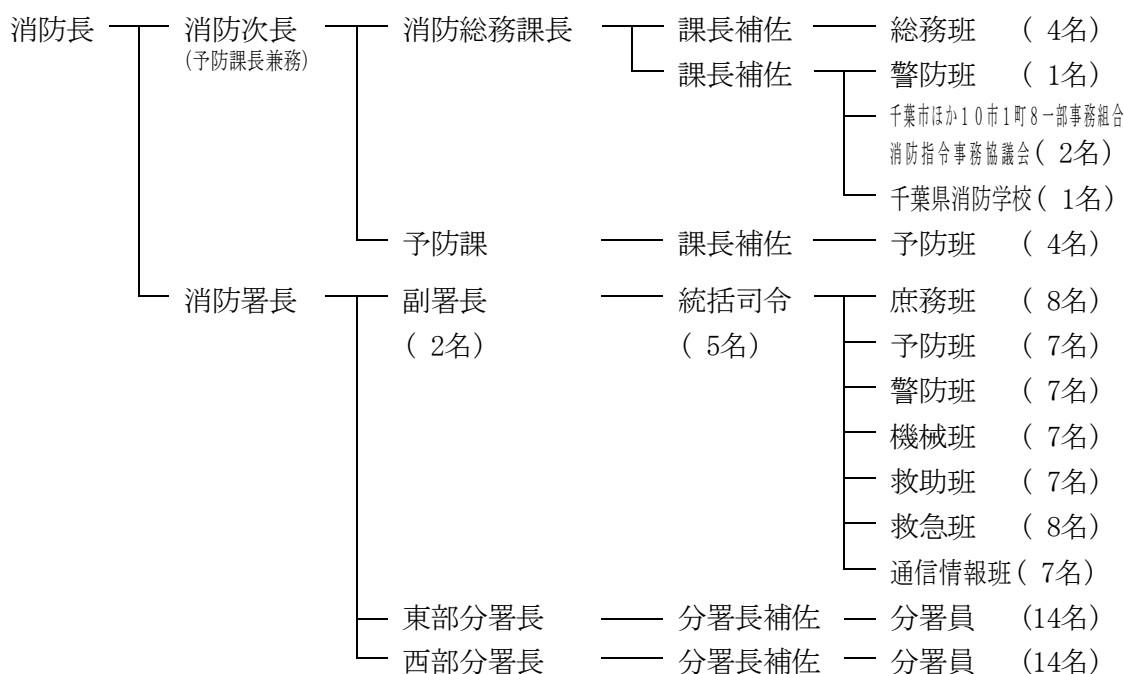 消防長 消防次長 消防総務課長 課長補佐 総務班 ( 4名)
(予防課長兼務)
課長補佐 警防班 ( 1名)
千葉市ほか10市1町8一部事務組合
消防指令事務協議会( 2名)
千葉県消防学校( 1名)
予防課 課長補佐 予防班 ( 4名)
消防署長 副署長 統括司令 庶務班 ( 8名)
( 2名) ( 5名) 予防班 ( 7名)
警防班 ( 7名)
機械班 ( 7名)
救助班 ( 7名)
救急班 ( 8名)
通信情報班( 7名)
東部分署長 分署長補佐 分署員 (14名)
西部分署長 分署長補佐 分署員 (14名)